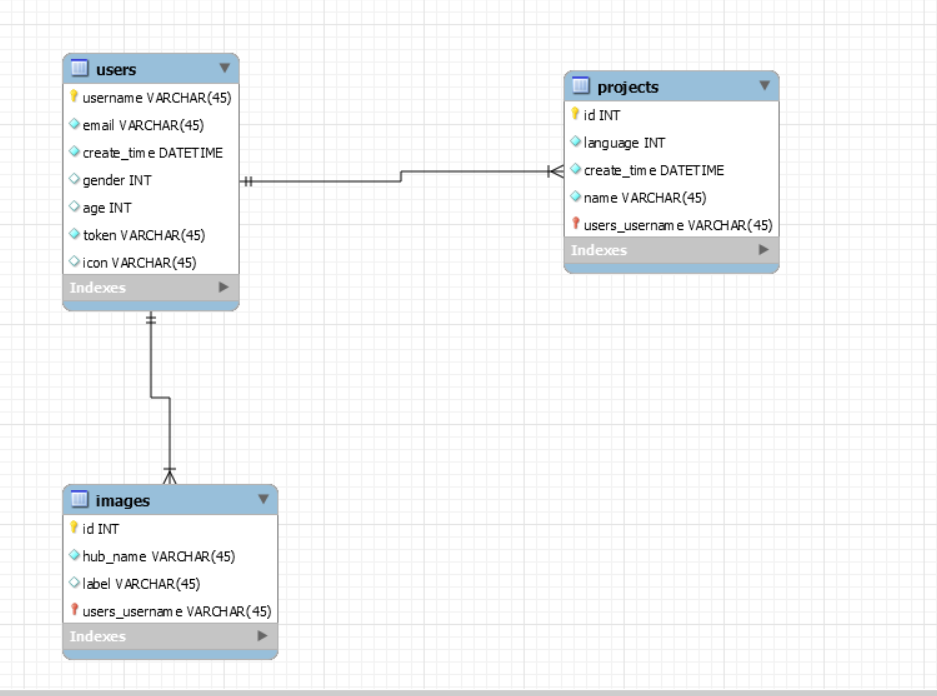 users
username VARCHAR(45)
email VARCHAR(45)
create_time DATETIME
gender INT
age INT
token VARCHAR(45)
icon VARCHAR(45)
Indexes
projects
id INT
language INT
create_time DATETIME
name VARCHAR(45)
users_username VARCHAR(45)
Indexes
images
id INT
hub_name VARCHAR(45)
label VARCHAR(45)
users_username VARCHAR(45)
Indexes